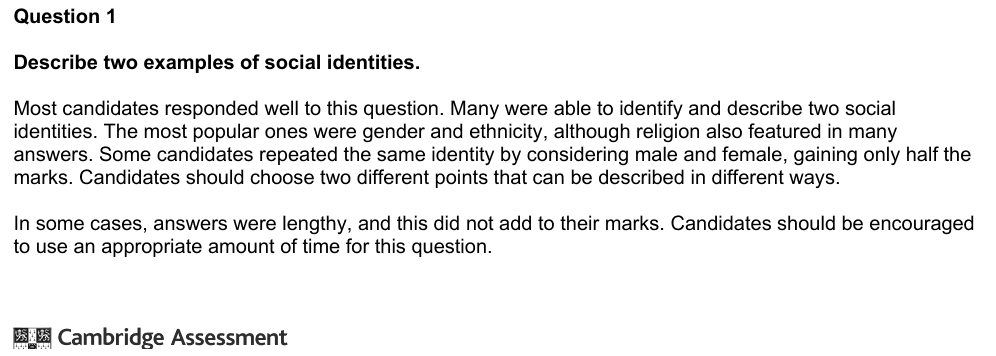 Question 1
Describe two examples of social identities.
Most candidates responded well to this question. Many were able to identify and describe two social
identities. The most popular ones were gender and ethnicity, although religion also featured in many
answers. Some candidates repeated the same identity by considering male and female, gaining only half the
marks. Candidates should choose two different points that can be described in different ways.
In some cases, answers were lengthy, and this did not add to their marks. Candidates should be encouraged
to use an appropriate amount of time for this question.
Cambridge Assessment